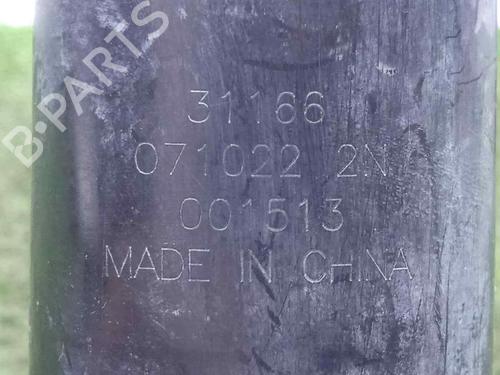 B-PARTS
31166
071022 2N
001513
MADE IN CHINA